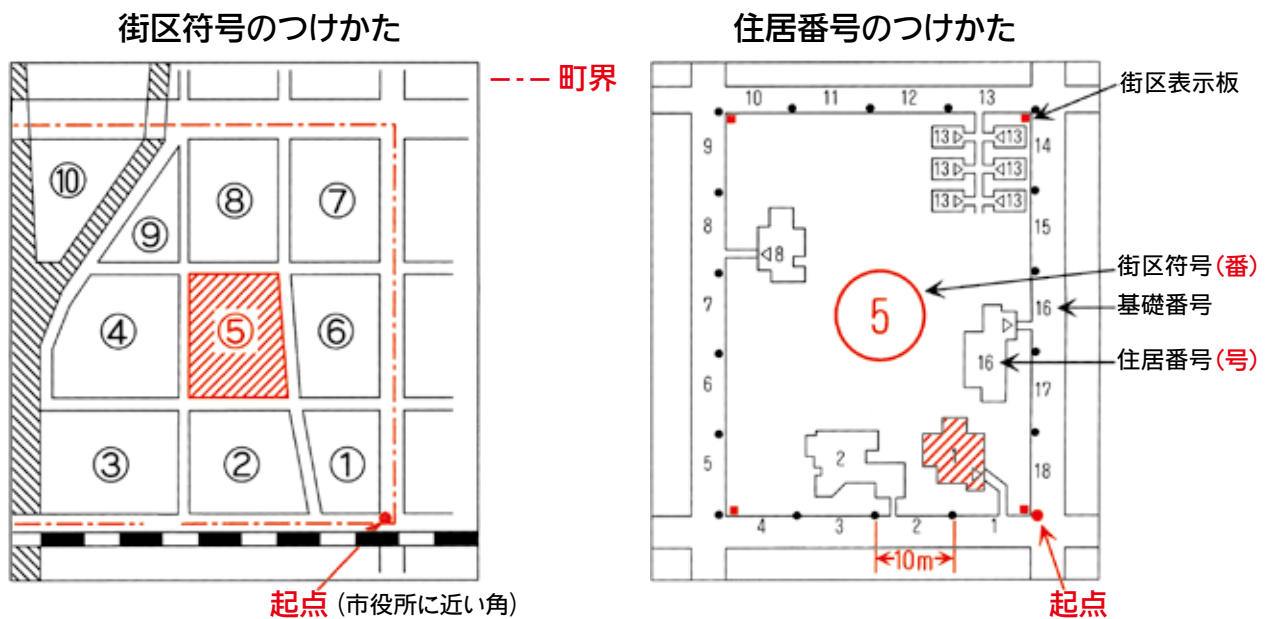 街区符号のつけかた
町界
⑩
⑨
⑧
⑦
④
⑤
⑥
③
②
①
起点(市役所に近い角)
住居番号のつけかた
街区表示板
10 11 12 13
9
8
7
6
5
14
15
16
17
18
13 13
13 13
13 13
8
街区符号(番)
5
基礎番号
住居番号(号)
16
2
1
4 3 2 1
10m
起点